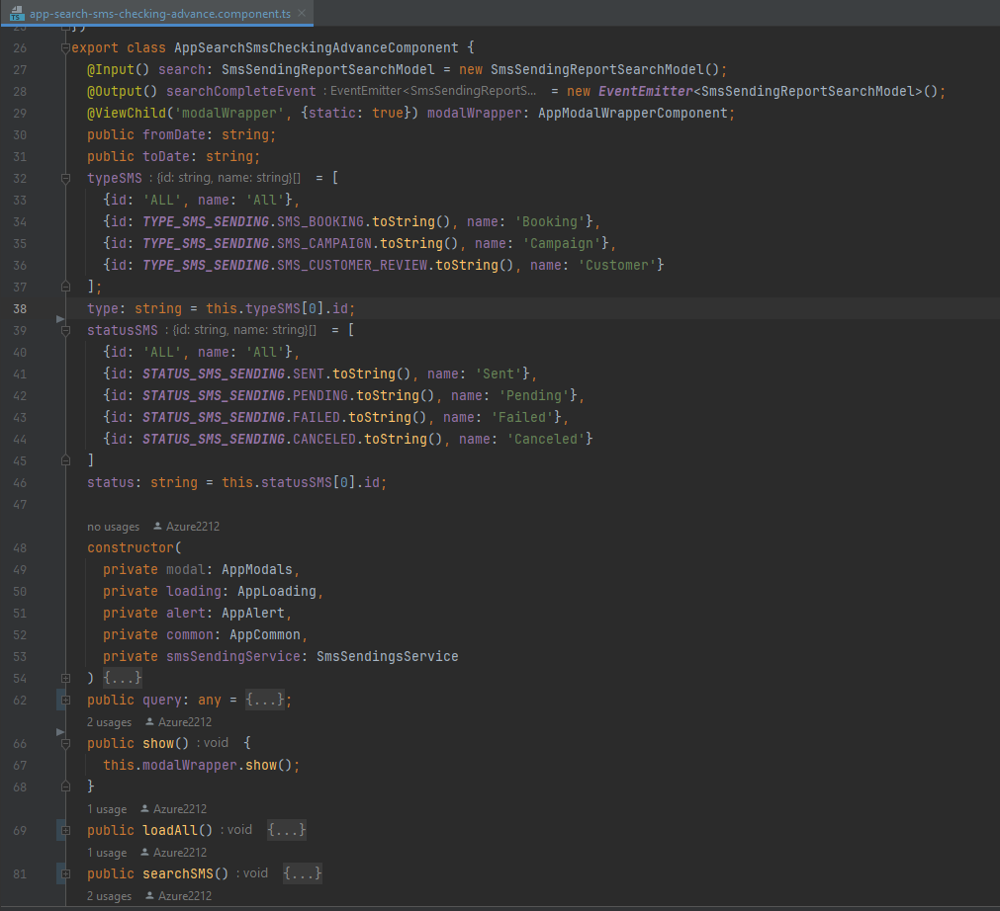 TS app-search-sms-checking-advance.component.ts ×
25 })
26 export class AppSearchSmsCheckingAdvanceComponent {
27 @Input() search: SmsSendingReportSearchModel = new SmsSendingReportSearchModel();
28 @Output() searchCompleteEvent : EventEmitter<SmsSendingReportS... = new EventEmitter<SmsSendingReportSearchModel>();
29 @ViewChild('modalWrapper', {static: true}) modalWrapper: AppModalWrapperComponent;
30 public fromDate: string;
31 public toDate: string;
32 typeSMS : {id: string, name: string}[] = [
33 {id: 'ALL', name: 'All'},
34 {id: TYPE_SMS_SENDING.SMS_BOOKING.toString(), name: 'Booking'},
35 {id: TYPE_SMS_SENDING.SMS_CAMPAIGN.toString(), name: 'Campaign'},
36 {id: TYPE_SMS_SENDING.SMS_CUSTOMER_REVIEW.toString(), name: 'Customer'}
37 ];
38 type: string = this.typeSMS[0].id;
39 statusSMS : {id: string, name: string}[] = [
40 {id: 'ALL', name: 'All'},
41 {id: STATUS_SMS_SENDING.SENT.toString(), name: 'Sent'},
42 {id: STATUS_SMS_SENDING.PENDING.toString(), name: 'Pending'},
43 {id: STATUS_SMS_SENDING.FAILED.toString(), name: 'Failed'},
44 {id: STATUS_SMS_SENDING.CANCELED.toString(), name: 'Canceled'}
45 ]
46 status: string = this.statusSMS[0].id;
47
no usages Azure2212
48 constructor(
49 private modal: AppModals,
50 private loading: AppLoading,
51 private alert: AppAlert,
52 private common: AppCommon,
53 private smsSendingService: SmsSendingsService
54 ) {...}
62 public query: any = {...};
2 usages Azure2212
66 public show() : void {
67 this.modalWrapper.show();
68 }
1 usage Azure2212
69 public loadAll() : void {...}
1 usage Azure2212
81 public searchSMS() : void {...}
2 usages Azure2212